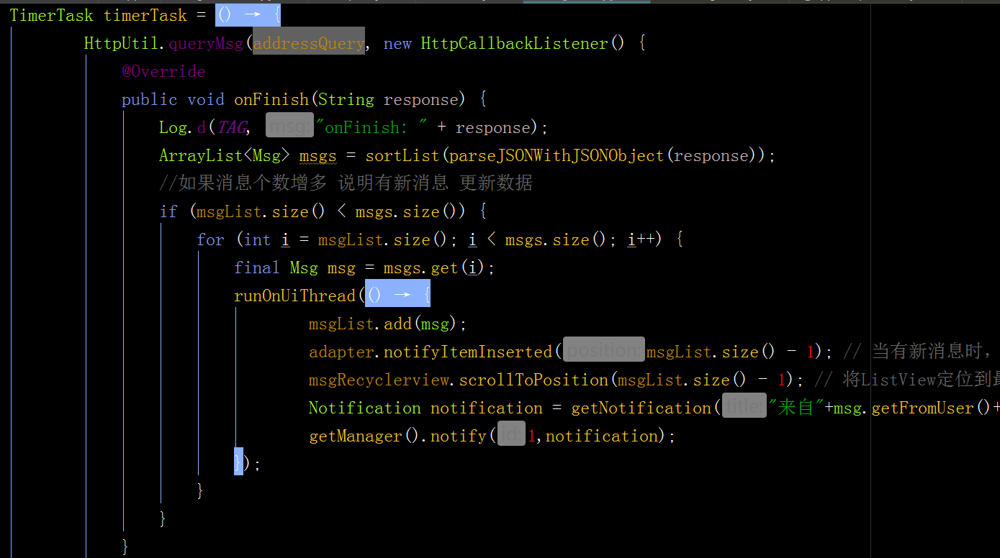 TimerTask timerTask = () → {
HttpUtil.queryMsg(addressQuery, new HttpCallbackListener() {
@Override
public void onFinish(String response) {
Log.d(TAG, msg: "onFinish: " + response);
ArrayList<Msg> msgs = sortList(parseJSONWithJSONObject(response));
//如果消息个数增多 说明有新消息 更新数据
if (msgList.size() < msgs.size()) {
for (int i = msgList.size(); i < msgs.size(); i++) {
final Msg msg = msgs.get(i);
runOnUiThread(() → {
msgList.add(msg);
adapter.notifyItemInserted( position: msgList.size() - 1); // 当有新消息时,
msgRecyclerview.scrollToPosition(msgList.size() - 1); // 将ListView定位到
Notification notification = getNotification( title: "来自"+msg.getFromUser()+
getManager().notify( id: 1,notification);
});
}
}
}